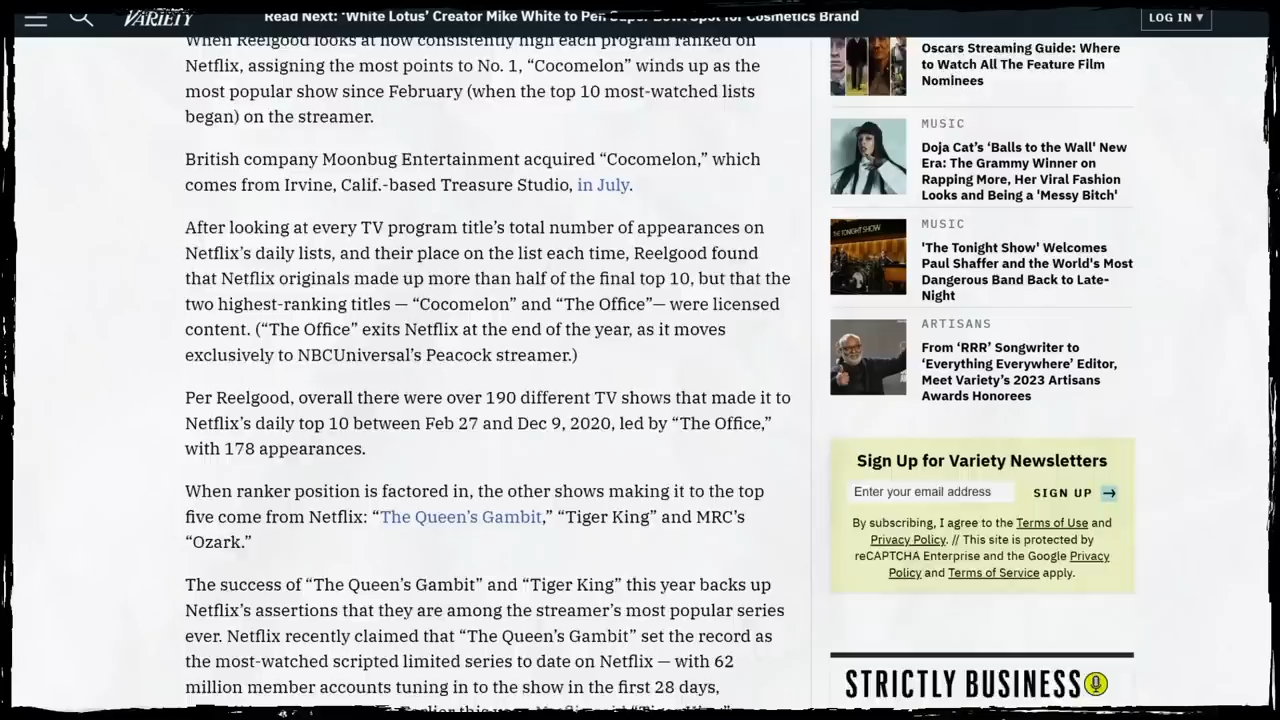 VARIETY
Read Next: ‘White Lotus’ Creator Mike White to Pen Super Bowl Spot for Cosmetics Brand
LOG IN ▾
When Reelgood looks at how consistently high each program ranked on
Netflix, assigning the most points to No. 1, “Cocomelon” winds up as the
most popular show since February (when the top 10 most-watched lists
began) on the streamer.
British company Moonbug Entertainment acquired “Cocomelon,” which
comes from Irvine, Calif.-based Treasure Studio, in July.
After looking at every TV program title’s total number of appearances on
Netflix’s daily lists, and their place on the list each time, Reelgood found
that Netflix originals made up more than half of the final top 10, but that the
two highest-ranking titles — “Cocomelon” and “The Office”— were licensed
content. (“The Office” exits Netflix at the end of the year, as it moves
exclusively to NBCUniversal’s Peacock streamer.)
Per Reelgood, overall there were over 190 different TV shows that made it to
Netflix’s daily top 10 between Feb 27 and Dec 9, 2020, led by “The Office,”
with 178 appearances.
When ranker position is factored in, the other shows making it to the top
five come from Netflix: “The Queen’s Gambit,” “Tiger King” and MRC’s
“Ozark.”
The success of “The Queen’s Gambit” and “Tiger King” this year backs up
Netflix’s assertions that they are among the streamer’s most popular series
ever. Netflix recently claimed that “The Queen’s Gambit” set the record as
the most-watched scripted limited series to date on Netflix — with 62
million member accounts tuning in to the show in the first 28 days,
Oscars Streaming Guide: Where
to Watch All The Feature Film
Nominees
MUSIC
Doja Cat’s ‘Balls to the Wall' New
Era: The Grammy Winner on
Rapping More, Her Viral Fashion
Looks and Being a 'Messy Bitch'
THE TONIGHT SHOW
MUSIC
'The Tonight Show' Welcomes
Paul Shaffer and the World's Most
Dangerous Band Back to Late-
Night
ARTISANS
From ‘RRR’ Songwriter to
‘Everything Everywhere’ Editor,
Meet Variety’s 2023 Artisans
Awards Honorees
Sign Up for Variety Newsletters
Enter your email address
SIGN UP →
By subscribing, I agree to the Terms of Use and
Privacy Policy. // This site is protected by
reCAPTCHA Enterprise and the Google Privacy
Policy and Terms of Service apply.
STRICTLY BUSINESS